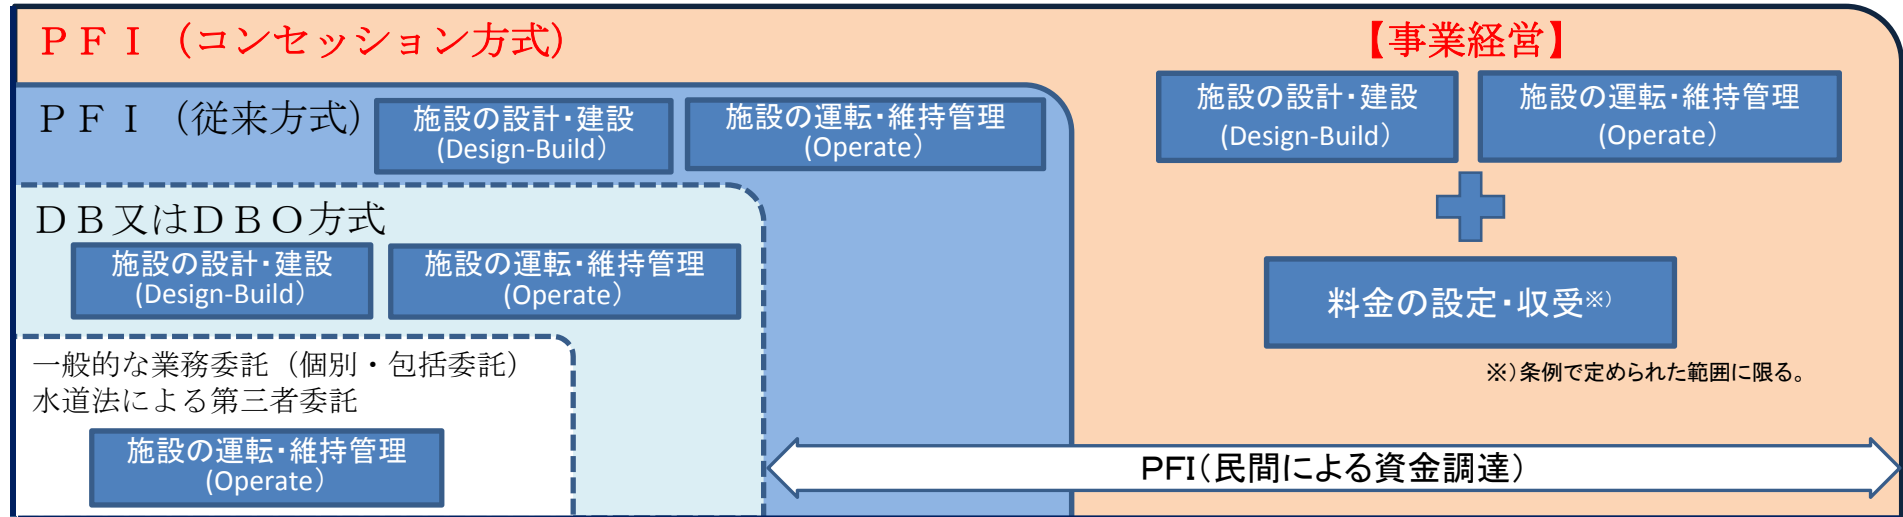 ＰＦＩ（コンセッション方式）
【事業経営】
施設の設計・建設
(Design-Build）
施設の運転・維持管理
(Operate）
料金の設定・収受※）
※）条例で定められた範囲に限る。
ＰＦＩ（従来方式）
施設の設計・建設
(Design-Build）
施設の運転・維持管理
(Operate）
ＤＢ又はＤＢＯ方式
施設の設計・建設
(Design-Build）
施設の運転・維持管理
(Operate）
一般的な業務委託（個別・包括委託）
水道法による第三者委託
施設の運転・維持管理
(Operate）
PFI（民間による資金調達）